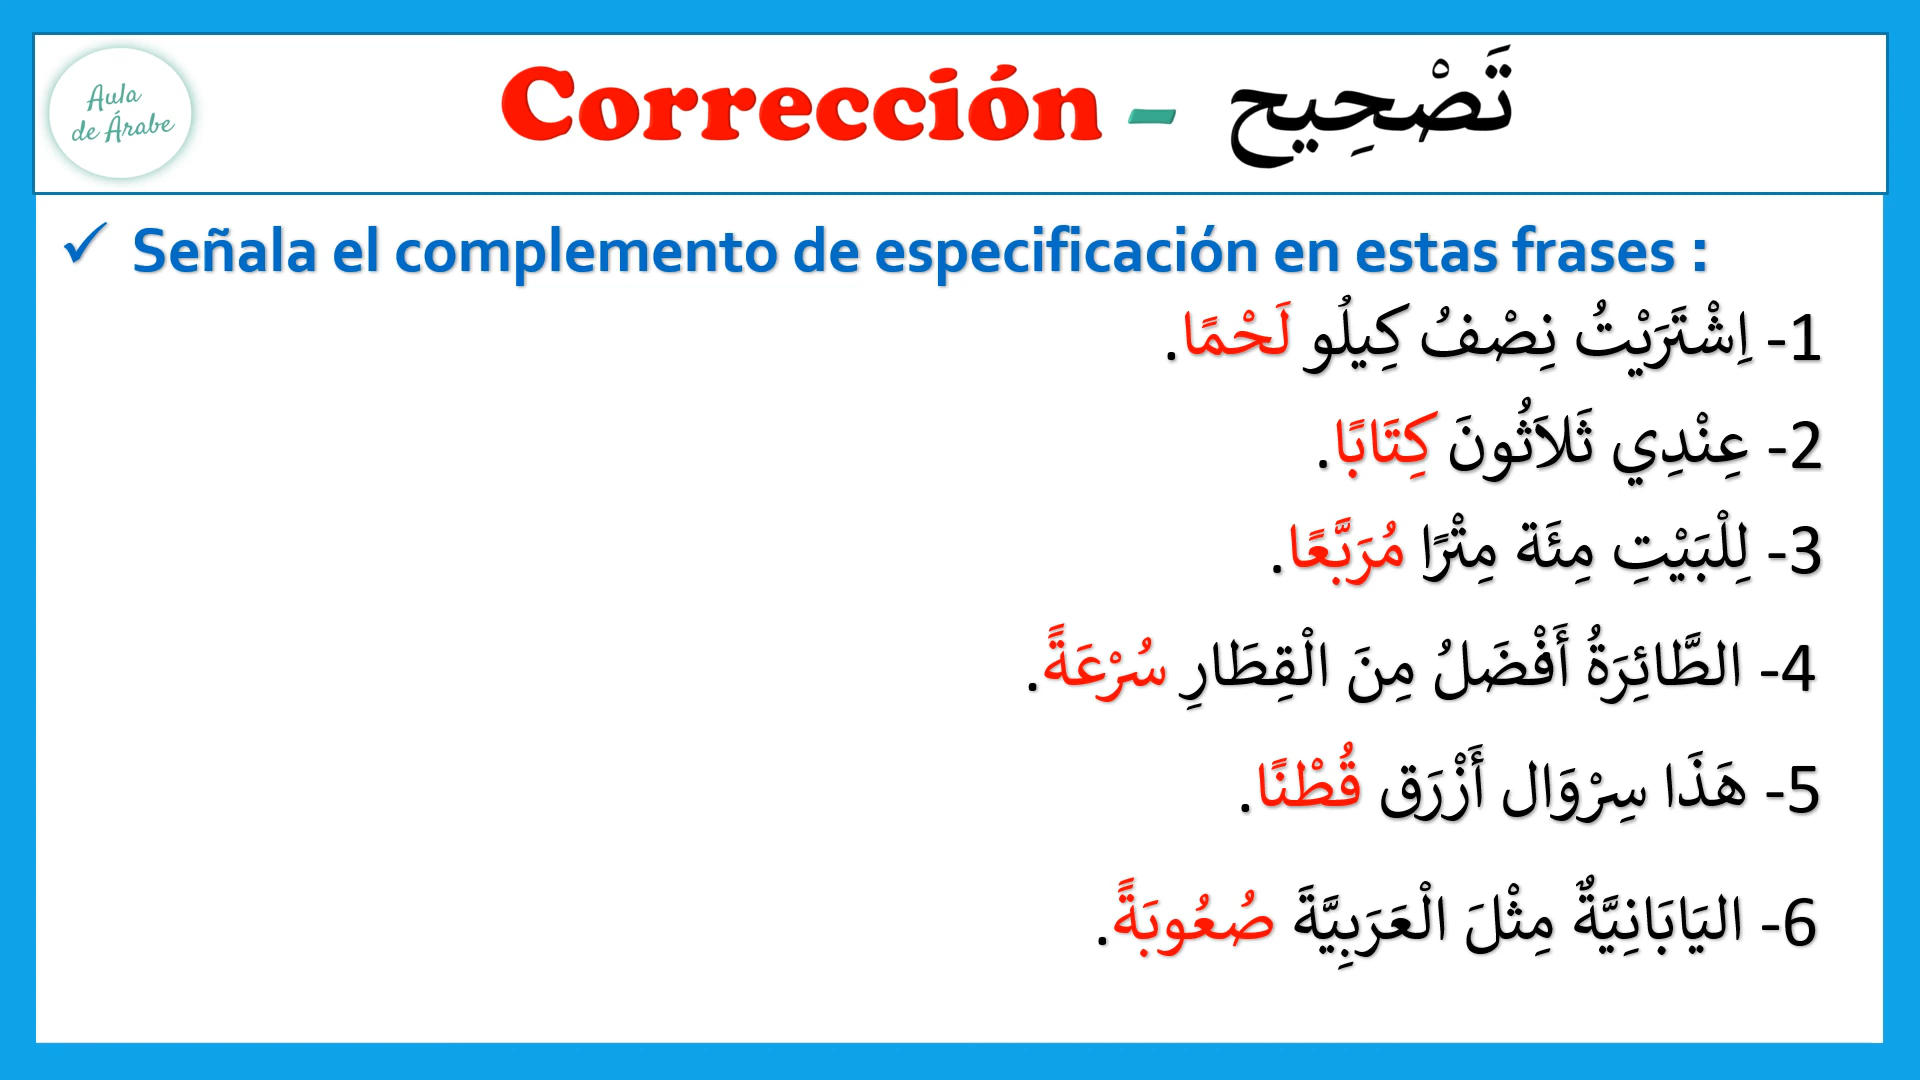 Aula
de Árabe
Corrección – تَصْحِيح
✓ Señala el complemento de especificación en estas frases :
1- اِشْتَرَيْتُ نِصْفُ كِيلُو لَحْمًا.
2- عِنْدِي ثَلاَثُونَ كِتَابًا.
3- لِلْبَيْتِ مِئَة مِتْرًا مُرَبَّعًا.
4- الطَّائِرَةُ أَفْضَلُ مِنَ الْقِطَارِ سُرْعَةً.
5- هَذَا سِرْوَال أَزْرَق قُطْنًا.
6- اليَابَانِيَّةٌ مِثْلَ الْعَرَبِيَّةَ صُعُوبَةً.